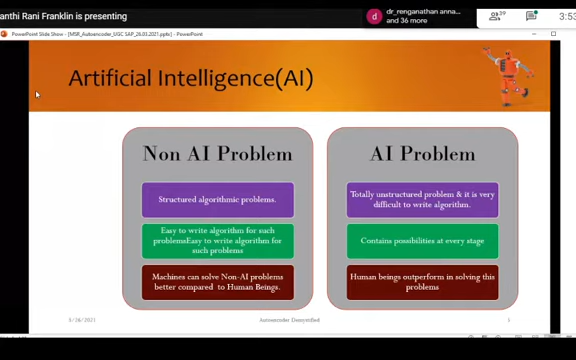 anthi Rani Franklin is presenting
dr_renganathan anna...
and 36 more
39
3:53
PowerPoint Slide Show - [MSR_Autoencoder_UGC SAP_26.03.2021.pptx] - PowerPoint
Artificial Intelligence(AI)
Non AI Problem
Structured algorithmic problems.
Easy to write algorithm for such
problemsEasy to write algorithm for
such problems
Machines can solve Non-AI problems
better compared to Human Beings.
AI Problem
Totally unstructured problem & it is very
difficult to write algorithm.
Contains possibilities at every stage
Human beings outperform in solving this
problems
3/26/2021
Autoencoder Demystified